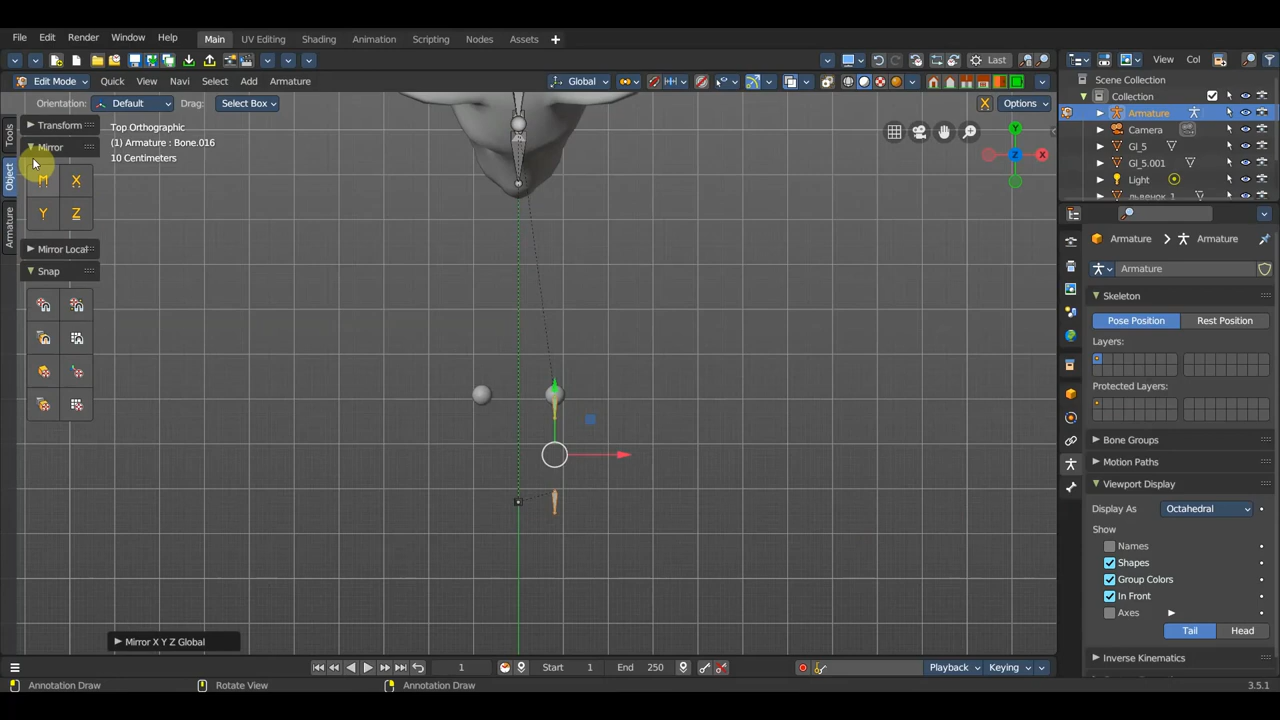 File Edit Render Window Help Main UV Editing Shading Animation Scripting Nodes Assets
Last View Col
Edit Mode Quick View Navi Select Add Armature Global
Orientation: Default Drag: Select Box Options
Tools
Object
Armature
Transform
Mirror
M X
Y Z
Mirror Local
Snap
Top Orthographic
(1) Armature : Bone.016
10 Centimeters
Y
Z X
Mirror X Y Z Global
Scene Collection
Collection
Armature
Camera
Gl_5
Gl_5.001
Light
львенок_1
Armature Armature
Armature
Skeleton
Pose Position Rest Position
Layers:
Protected Layers:
Bone Groups
Motion Paths
Viewport Display
Display As Octahedral
Show
Names
Shapes
Group Colors
In Front
Axes
Tail Head
Inverse Kinematics
1 Start 1 End 250 Playback Keying
Annotation Draw Rotate View Annotation Draw 3.5.1